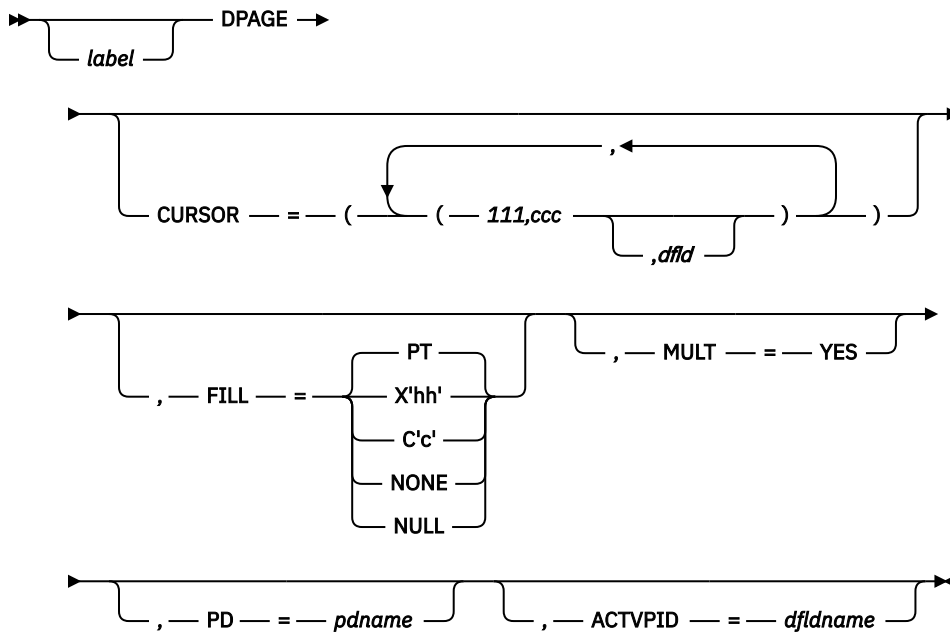 DPAGE
label
,
CURSOR = ( ( 111,ccc ) )
,dfld
PT
, FILL = X'hh'
C'c'
NONE
NULL
, MULT = YES
, PD = pdname
, ACTVPID = dfldname